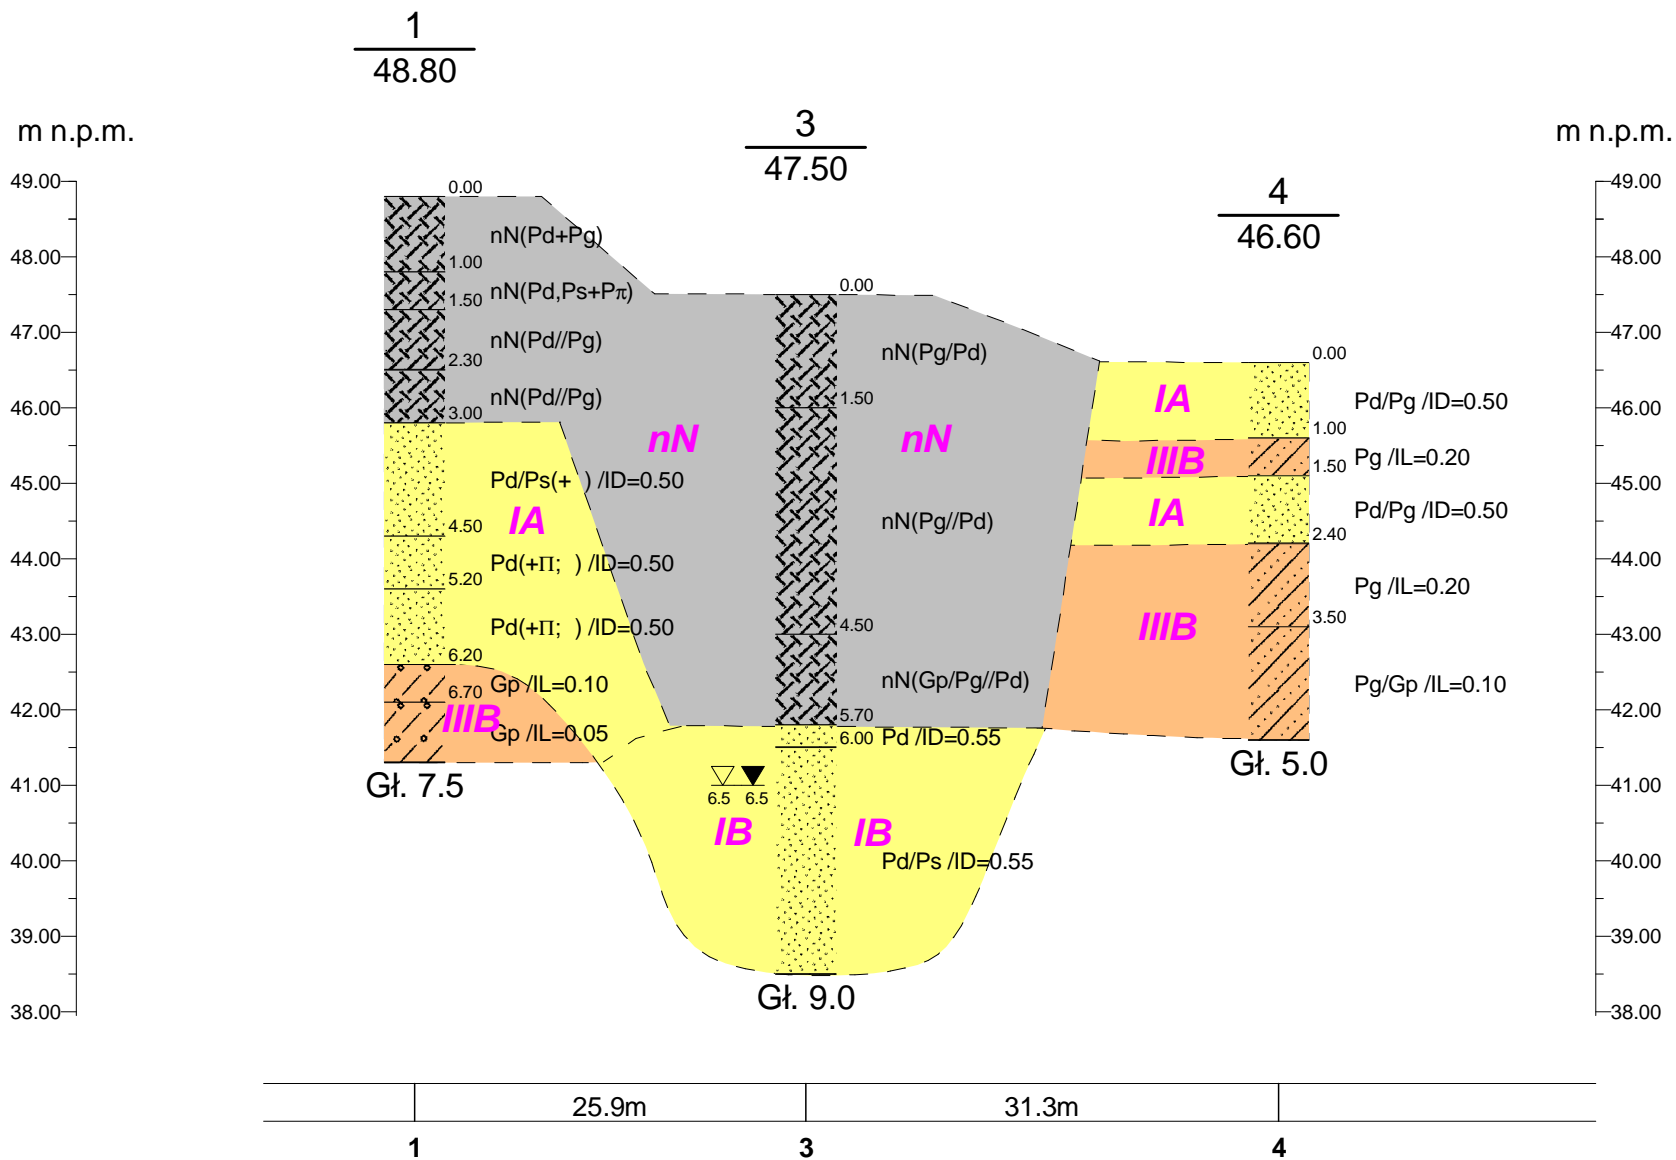 1
48.80
3
47.50
4
46.60
m n.p.m.
m n.p.m.
49.00
48.00
47.00
46.00
45.00
44.00
43.00
42.00
41.00
40.00
39.00
38.00
0.00
nN(Pd+Pg)
1.00
nN(Pd,Ps+Pπ)
1.50
nN(Pd//Pg)
2.30
nN(Pd//Pg)
3.00
Pd/Ps(+ ) /ID=0.50
IA
4.50
Pd(+Π; ) /ID=0.50
5.20
Pd(+Π; ) /ID=0.50
6.20
Gp /IL=0.10
6.70
IIIB
Gp /IL=0.05
Gł. 7.5
nN
0.00
nN(Pg/Pd)
1.50
nN
nN(Pg//Pd)
4.50
nN(Gp/Pg//Pd)
5.70
6.00 Pd /ID=0.55
6.5 6.5
IB
IB
Pd/Ps /ID=0.55
Gł. 9.0
0.00
IA
Pd/Pg /ID=0.50
1.00
IIIB
Pg /IL=0.20
1.50
IA
Pd/Pg /ID=0.50
2.40
Pg /IL=0.20
3.50
IIIB
Pg/Gp /IL=0.10
Gł. 5.0
49.00
48.00
47.00
46.00
45.00
44.00
43.00
42.00
41.00
40.00
39.00
38.00
25.9m
31.3m
1
3
4